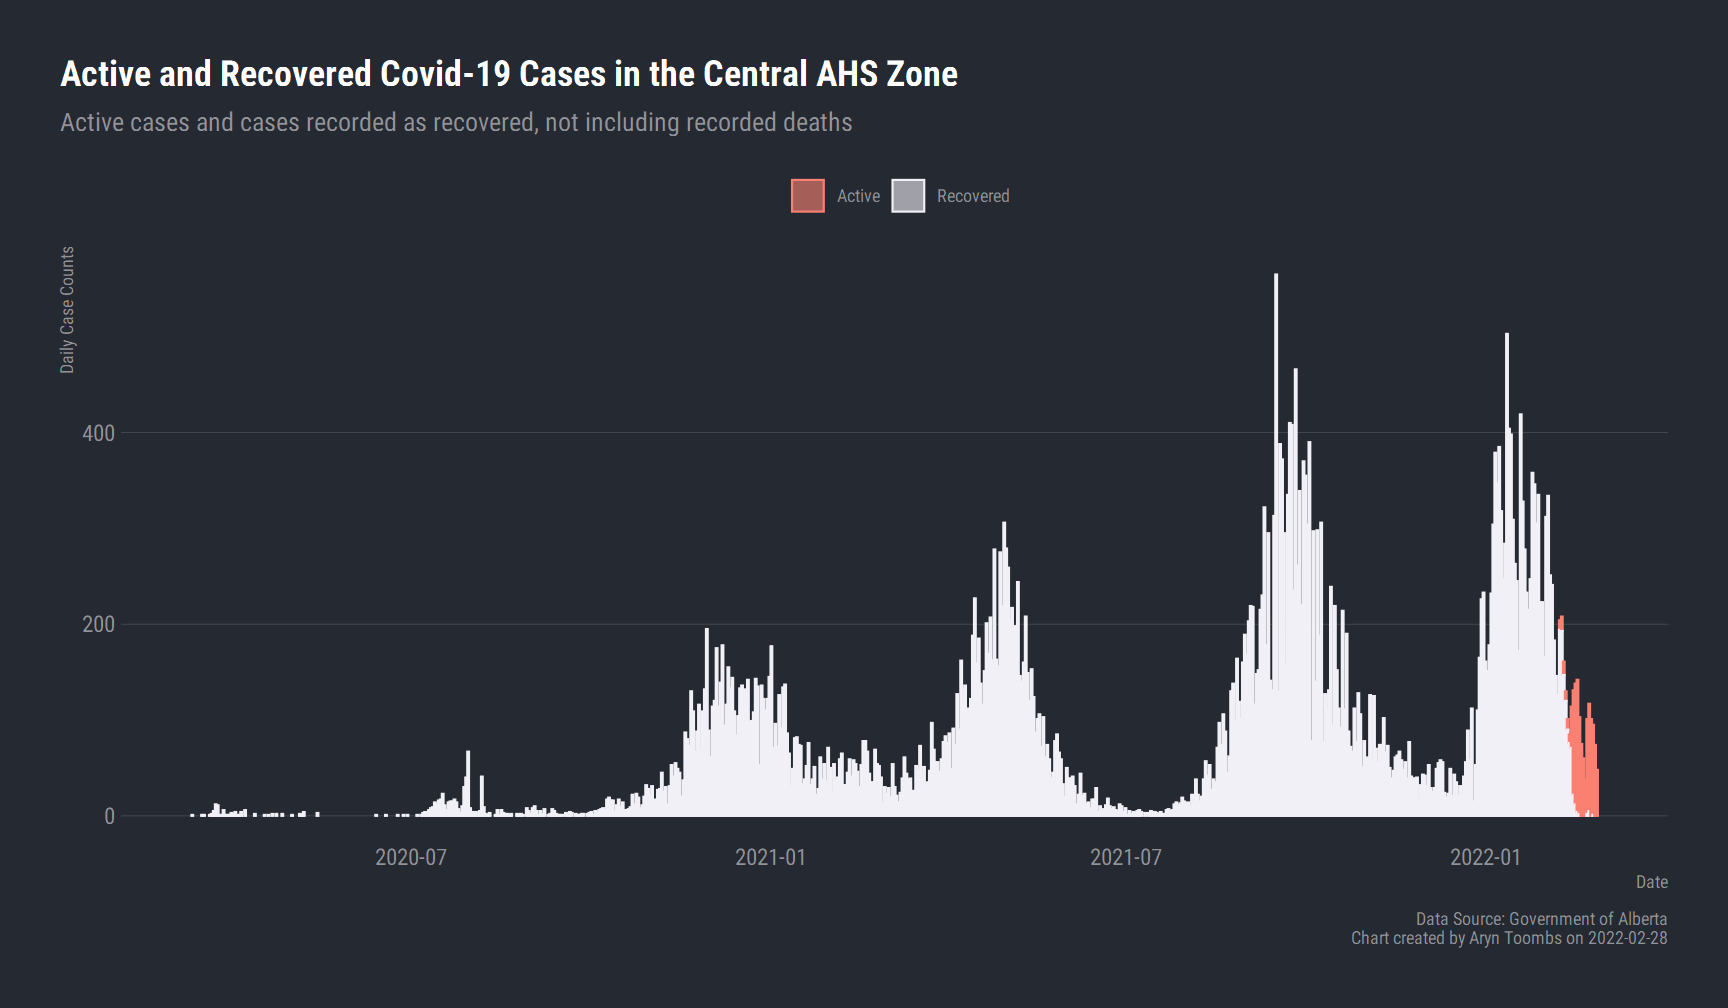 Active and Recovered Covid-19 Cases in the Central AHS Zone
Active cases and cases recorded as recovered, not including recorded deaths
Active
Recovered
Daily Case Counts
400
200
0
2020-07
2021-01
2021-07
2022-01
Date
Data Source: Government of Alberta
Chart created by Aryn Toombs on 2022-02-28